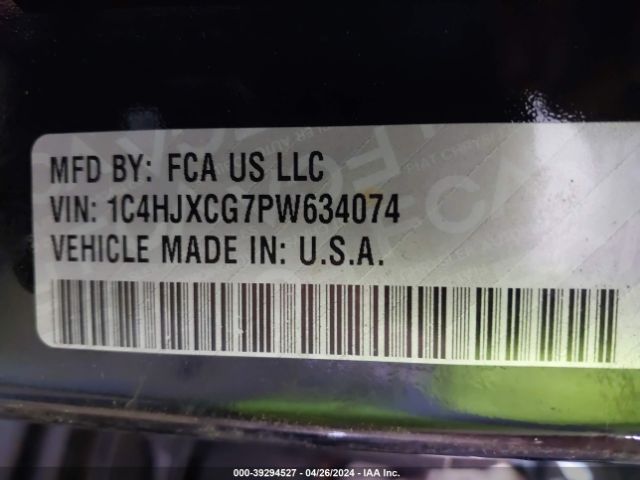 MFD BY: FCA US LLC
VIN: 1C4HJXCG7PW634074
VEHICLE MADE IN: U.S.A.
000-39294527 - 04/26/2024 - IAA Inc.